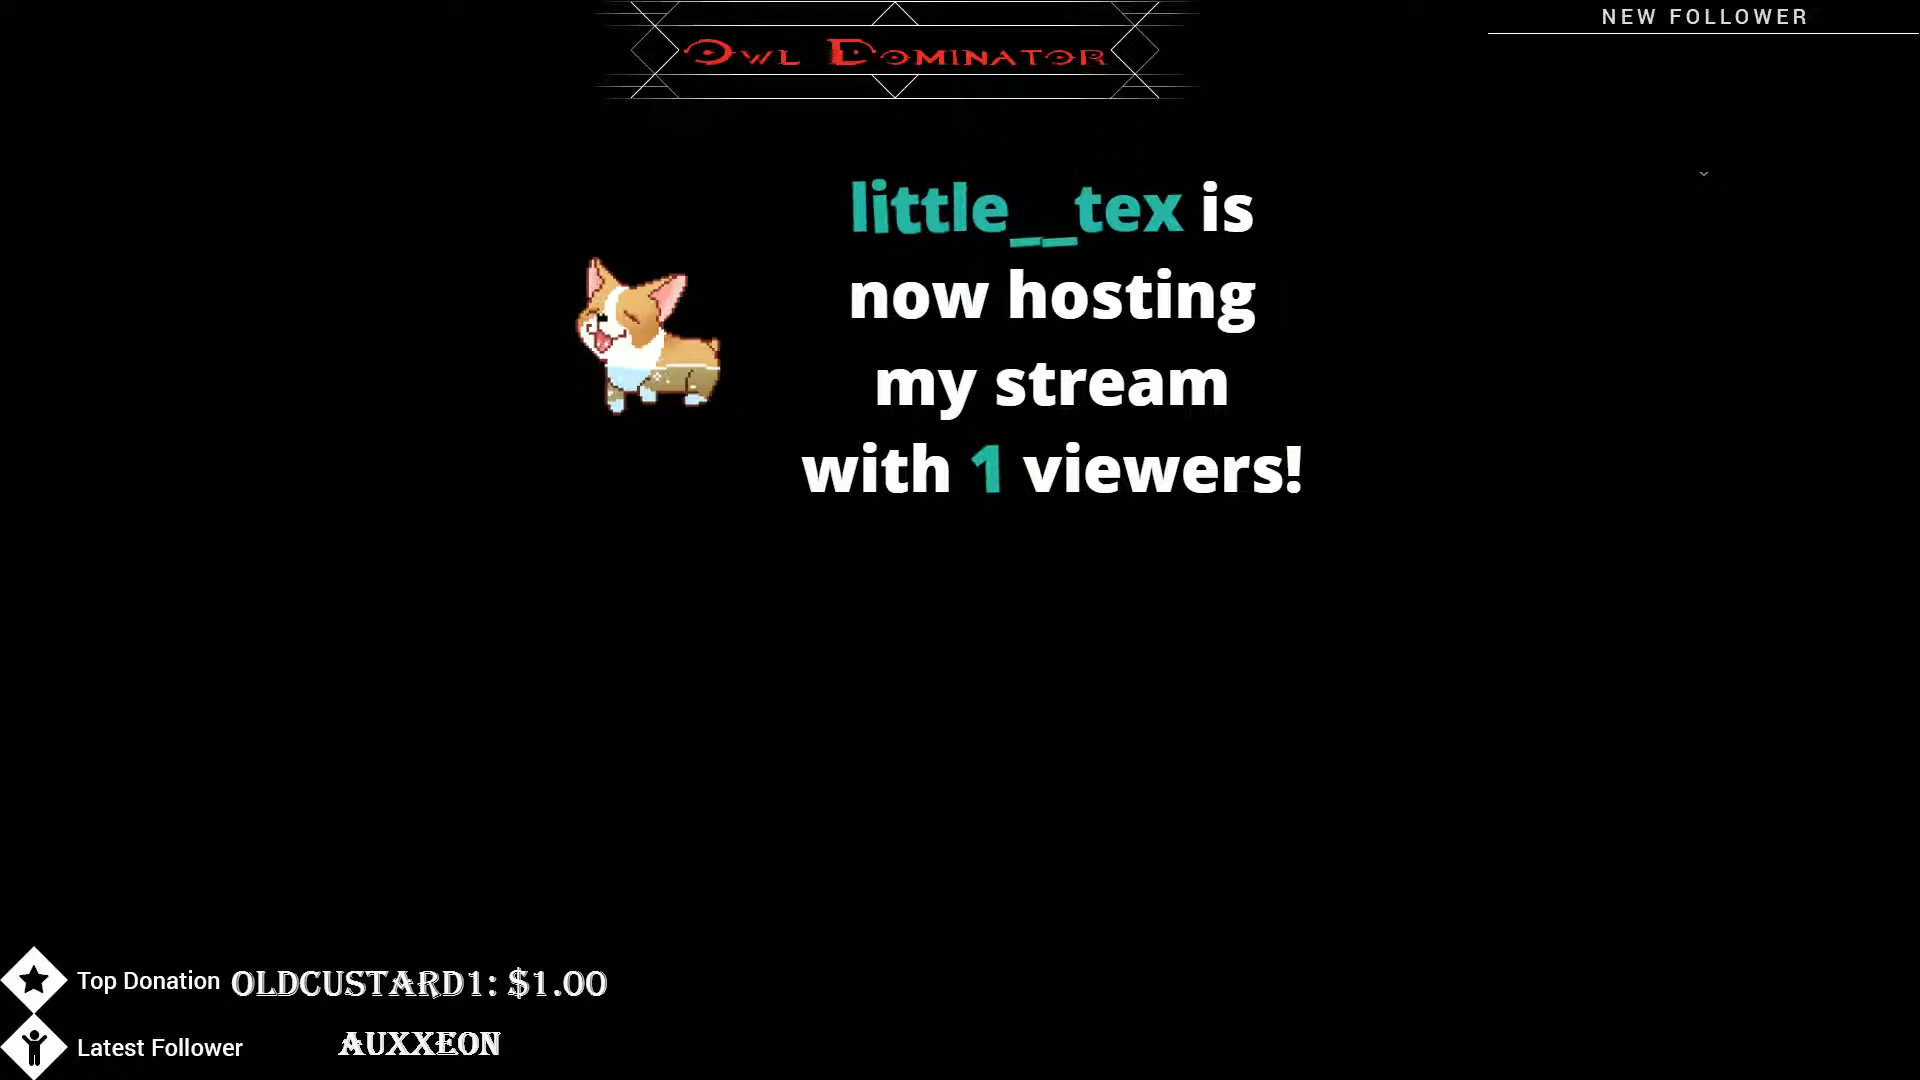 NEW FOLLOWER
Owl Dominator
little__tex is
now hosting
my stream
with 1 viewers!
Top Donation OLDCUSTARD1: $1.00
Latest Follower AUXXEON